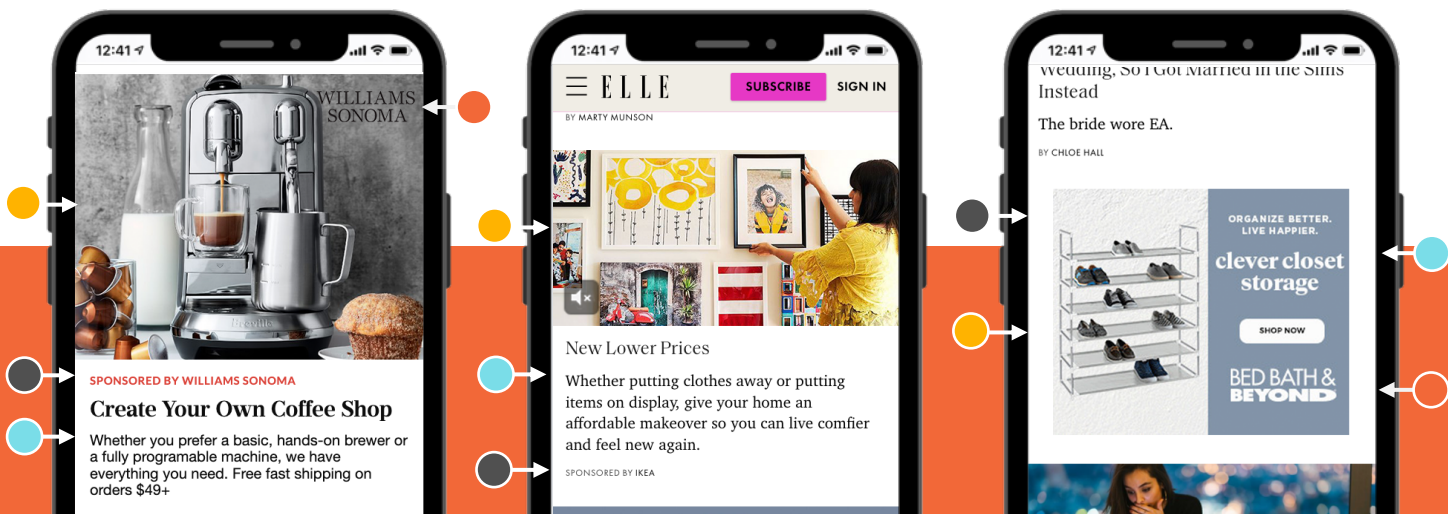 12:41
WILLIAMS
SONOMA
Breville
SPONSORED BY WILLIAMS SONOMA
Create Your Own Coffee Shop
Whether you prefer a basic, hands-on brewer or
a fully programable machine, we have
everything you need. Free fast shipping on
orders $49+
12:41
ELLE
SUBSCRIBE
SIGN IN
BY MARTY MUNSON
New Lower Prices
Whether putting clothes away or putting
items on display, give your home an
affordable makeover so you can live comfier
and feel new again.
SPONSORED BY IKEA
12:41
Wedding, So I Got Married in the Sims
Instead
The bride wore EA.
BY CHLOE HALL
ORGANIZE BETTER.
LIVE HAPPIER.
clever closet
storage
SHOP NOW
BED BATH &
BEYOND